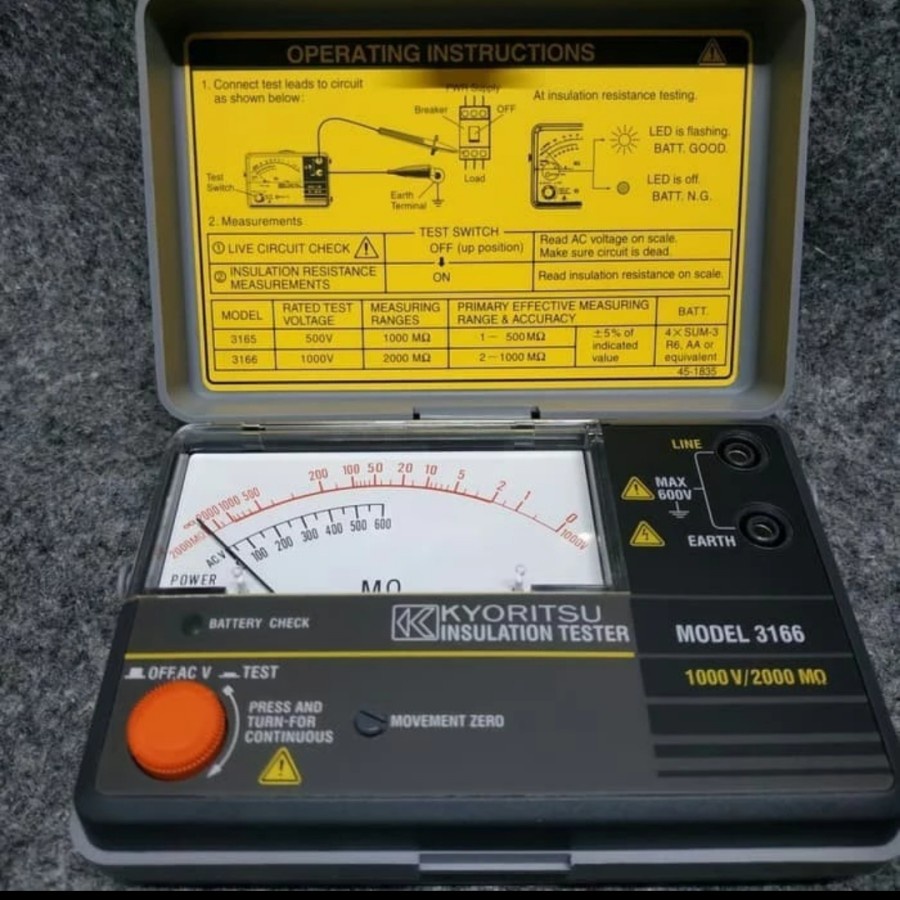 OPERATING INSTRUCTIONS
1. Connect test leads to circuit
as shown below:
PWR Supply
Breaker
OFF
Test
Switch
Earth
Terminal
Load
At insulation resistance testing.
LED is flashing.
BATT. GOOD.
LED is off.
BATT. N.G.
2. Measurements
TEST SWITCH
① LIVE CIRCUIT CHECK
OFF (up position)
Read AC voltage on scale.
Make sure circuit is dead.
② INSULATION RESISTANCE
MEASUREMENTS
ON
Read insulation resistance on scale.
MODEL
RATED TEST
VOLTAGE
MEASURING
RANGES
PRIMARY EFFECTIVE MEASURING
RANGE & ACCURACY
BATT.
3165 500V 1000 MΩ 1 — 500MΩ
3166 1000V 2000 MΩ 2 — 1000MΩ
±5% of
indicated
value
4×SUM-3
R6, AA or
equivalent
45-1835
∞ 2000 1000 500 200 100 50 20 10 5 2 1 0
2000MΩ
1000V
AC V 0 100 200 300 400 500 600
POWER
MΩ
LINE
MAX
600V
EARTH
BATTERY CHECK
KYORITSU
INSULATION TESTER
MODEL 3166
1000V/2000 MΩ
OFF,AC V TEST
PRESS AND
TURN-FOR
CONTINUOUS
MOVEMENT ZERO